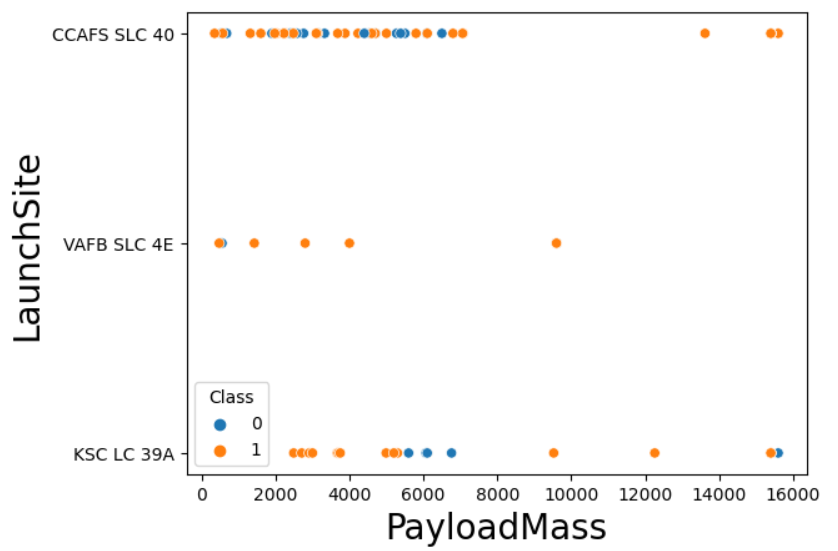 CCAFS SLC 40
VAFB SLC 4E
KSC LC 39A
LaunchSite
Class
0
1
0 2000 4000 6000 8000 10000 12000 14000 16000
PayloadMass